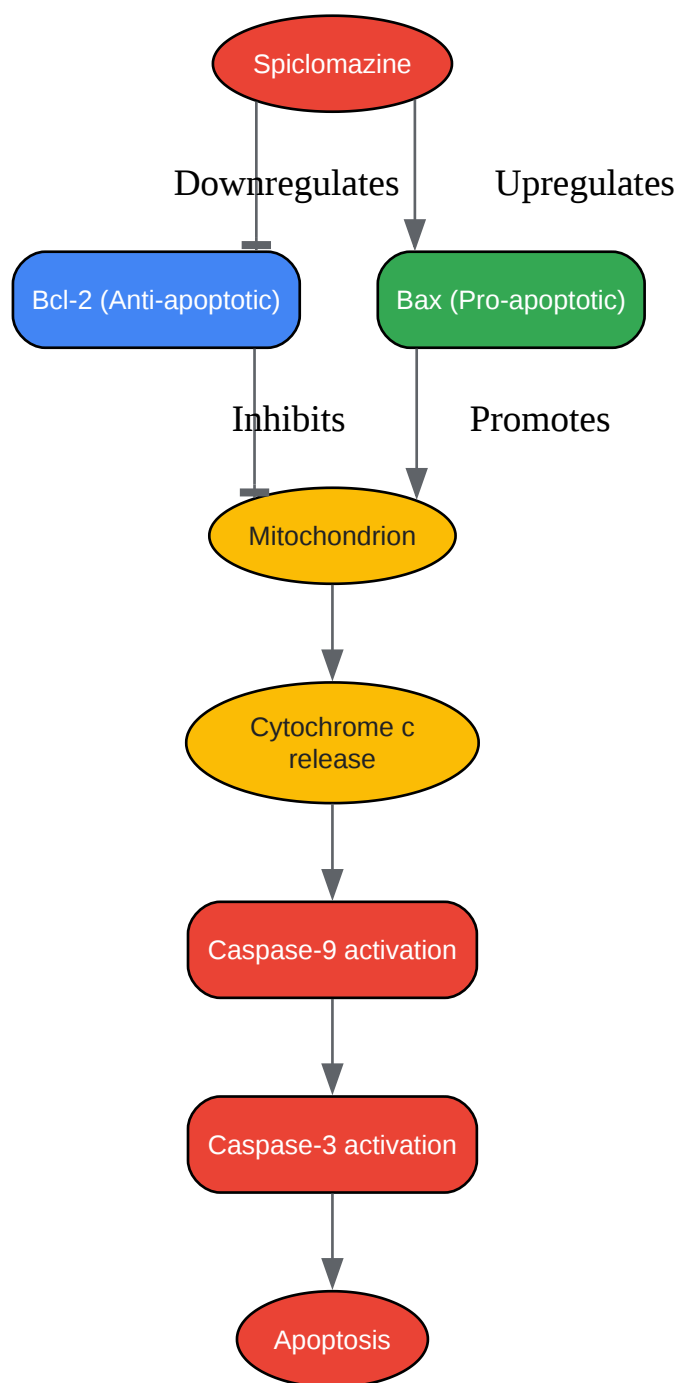 Spiclomazine
Downregulates
Upregulates
Bcl-2 (Anti-apoptotic)
Bax (Pro-apoptotic)
Inhibits
Promotes
Mitochondrion
Cytochrome c
release
Caspase-9 activation
Caspase-3 activation
Apoptosis